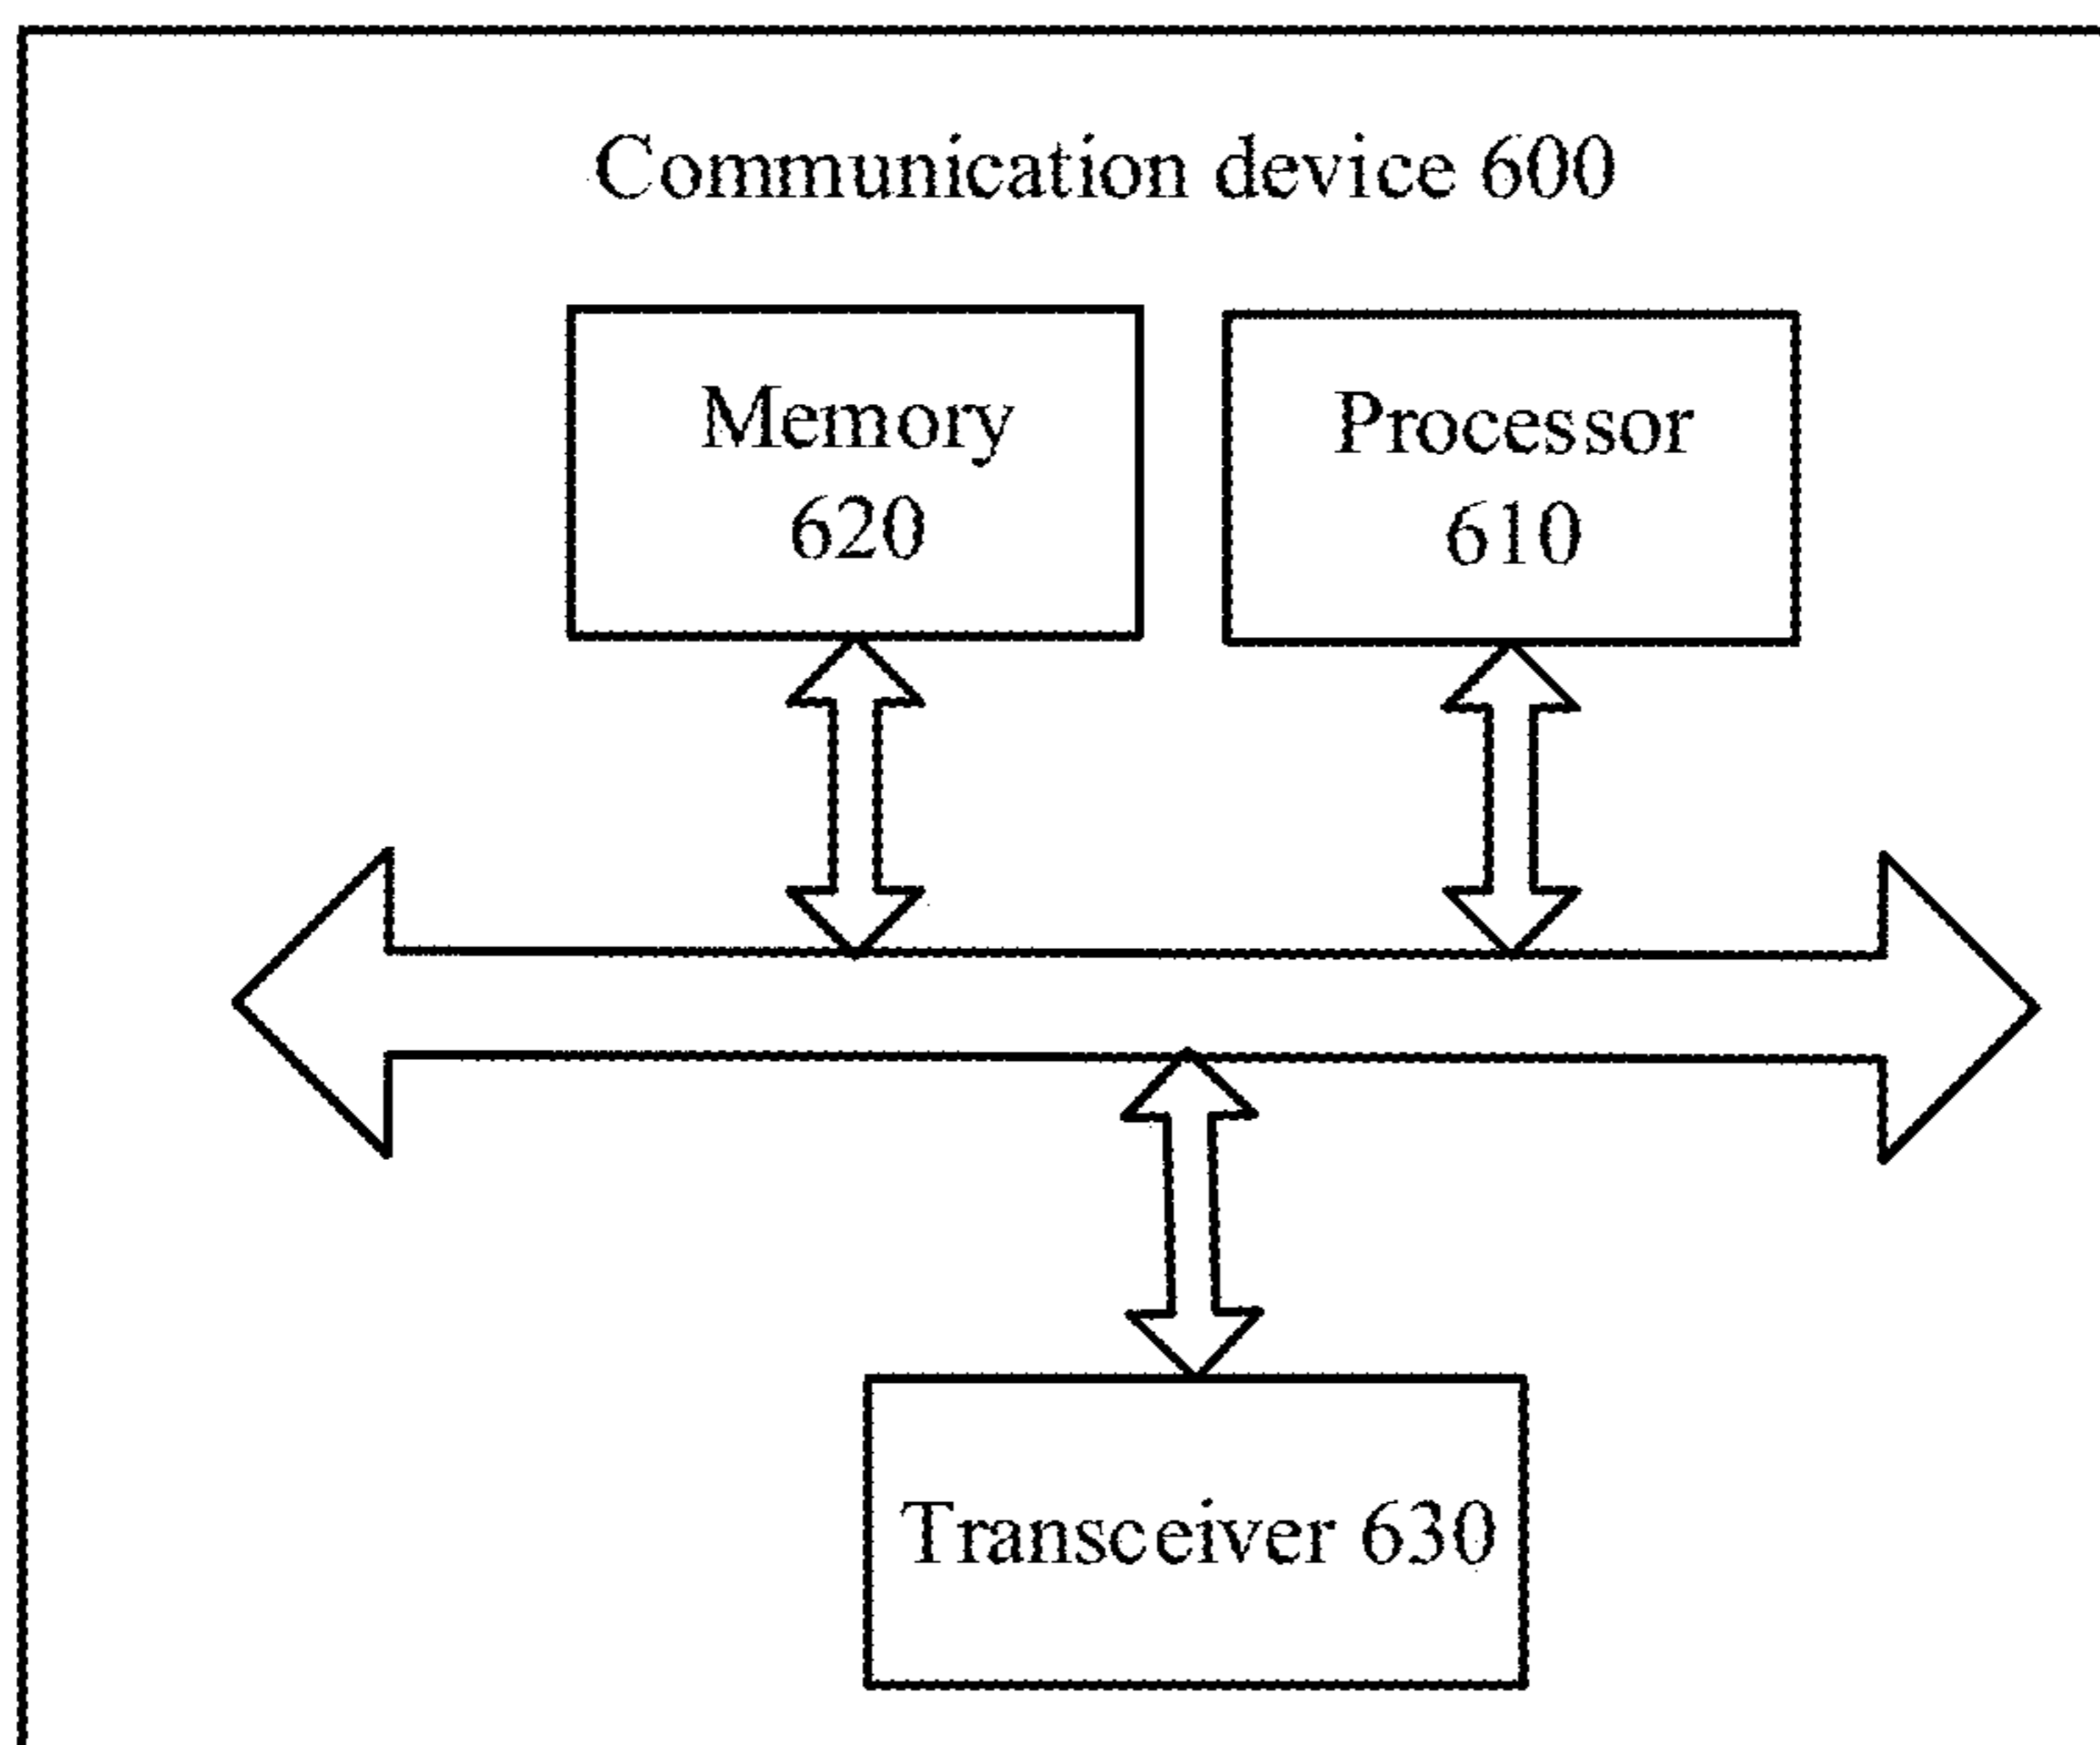 Communication device 600
Memory
620
Processor
610
Transceiver 630